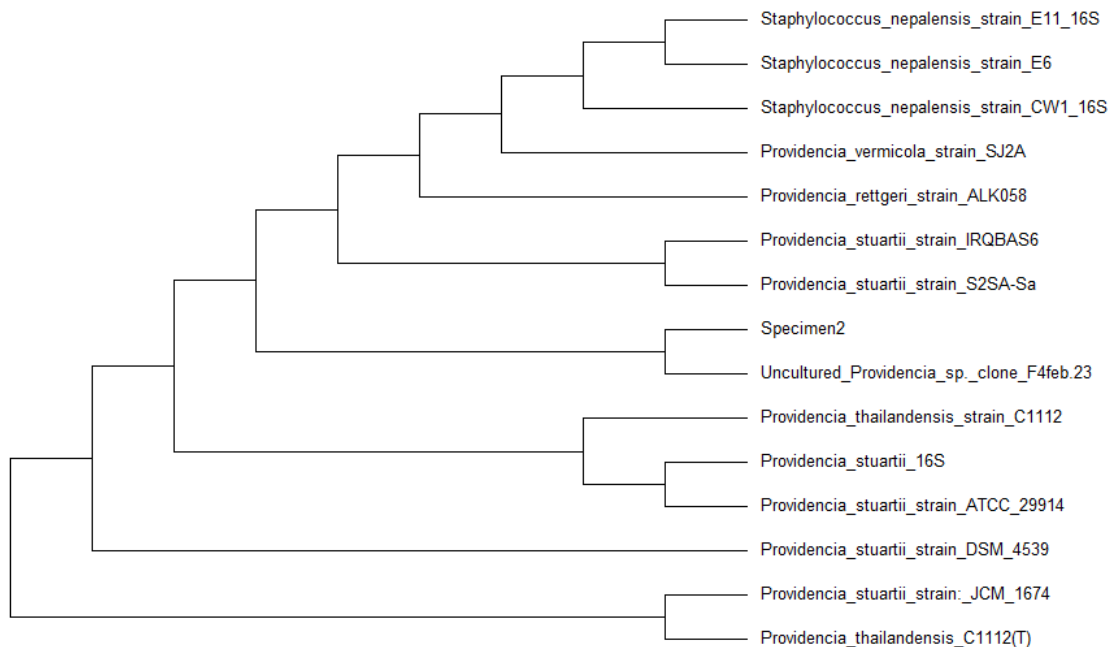 Staphylococcus_nepalensis_strain_E11_16S
Staphylococcus_nepalensis_strain_E6
Staphylococcus_nepalensis_strain_CW1_16S
Providencia_vermicola_strain_SJ2A
Providencia_rettgeri_strain_ALK058
Providencia_stuartii_strain_IRQBAS6
Providencia_stuartii_strain_S2SA-Sa
Specimen2
Uncultured_Providencia_sp._clone_F4feb.23
Providencia_thailandensis_strain_C1112
Providencia_stuartii_16S
Providencia_stuartii_strain_ATCC_29914
Providencia_stuartii_strain_DSM_4539
Providencia_stuartii_strain:_JCM_1674
Providencia_thailandensis_C1112(T)